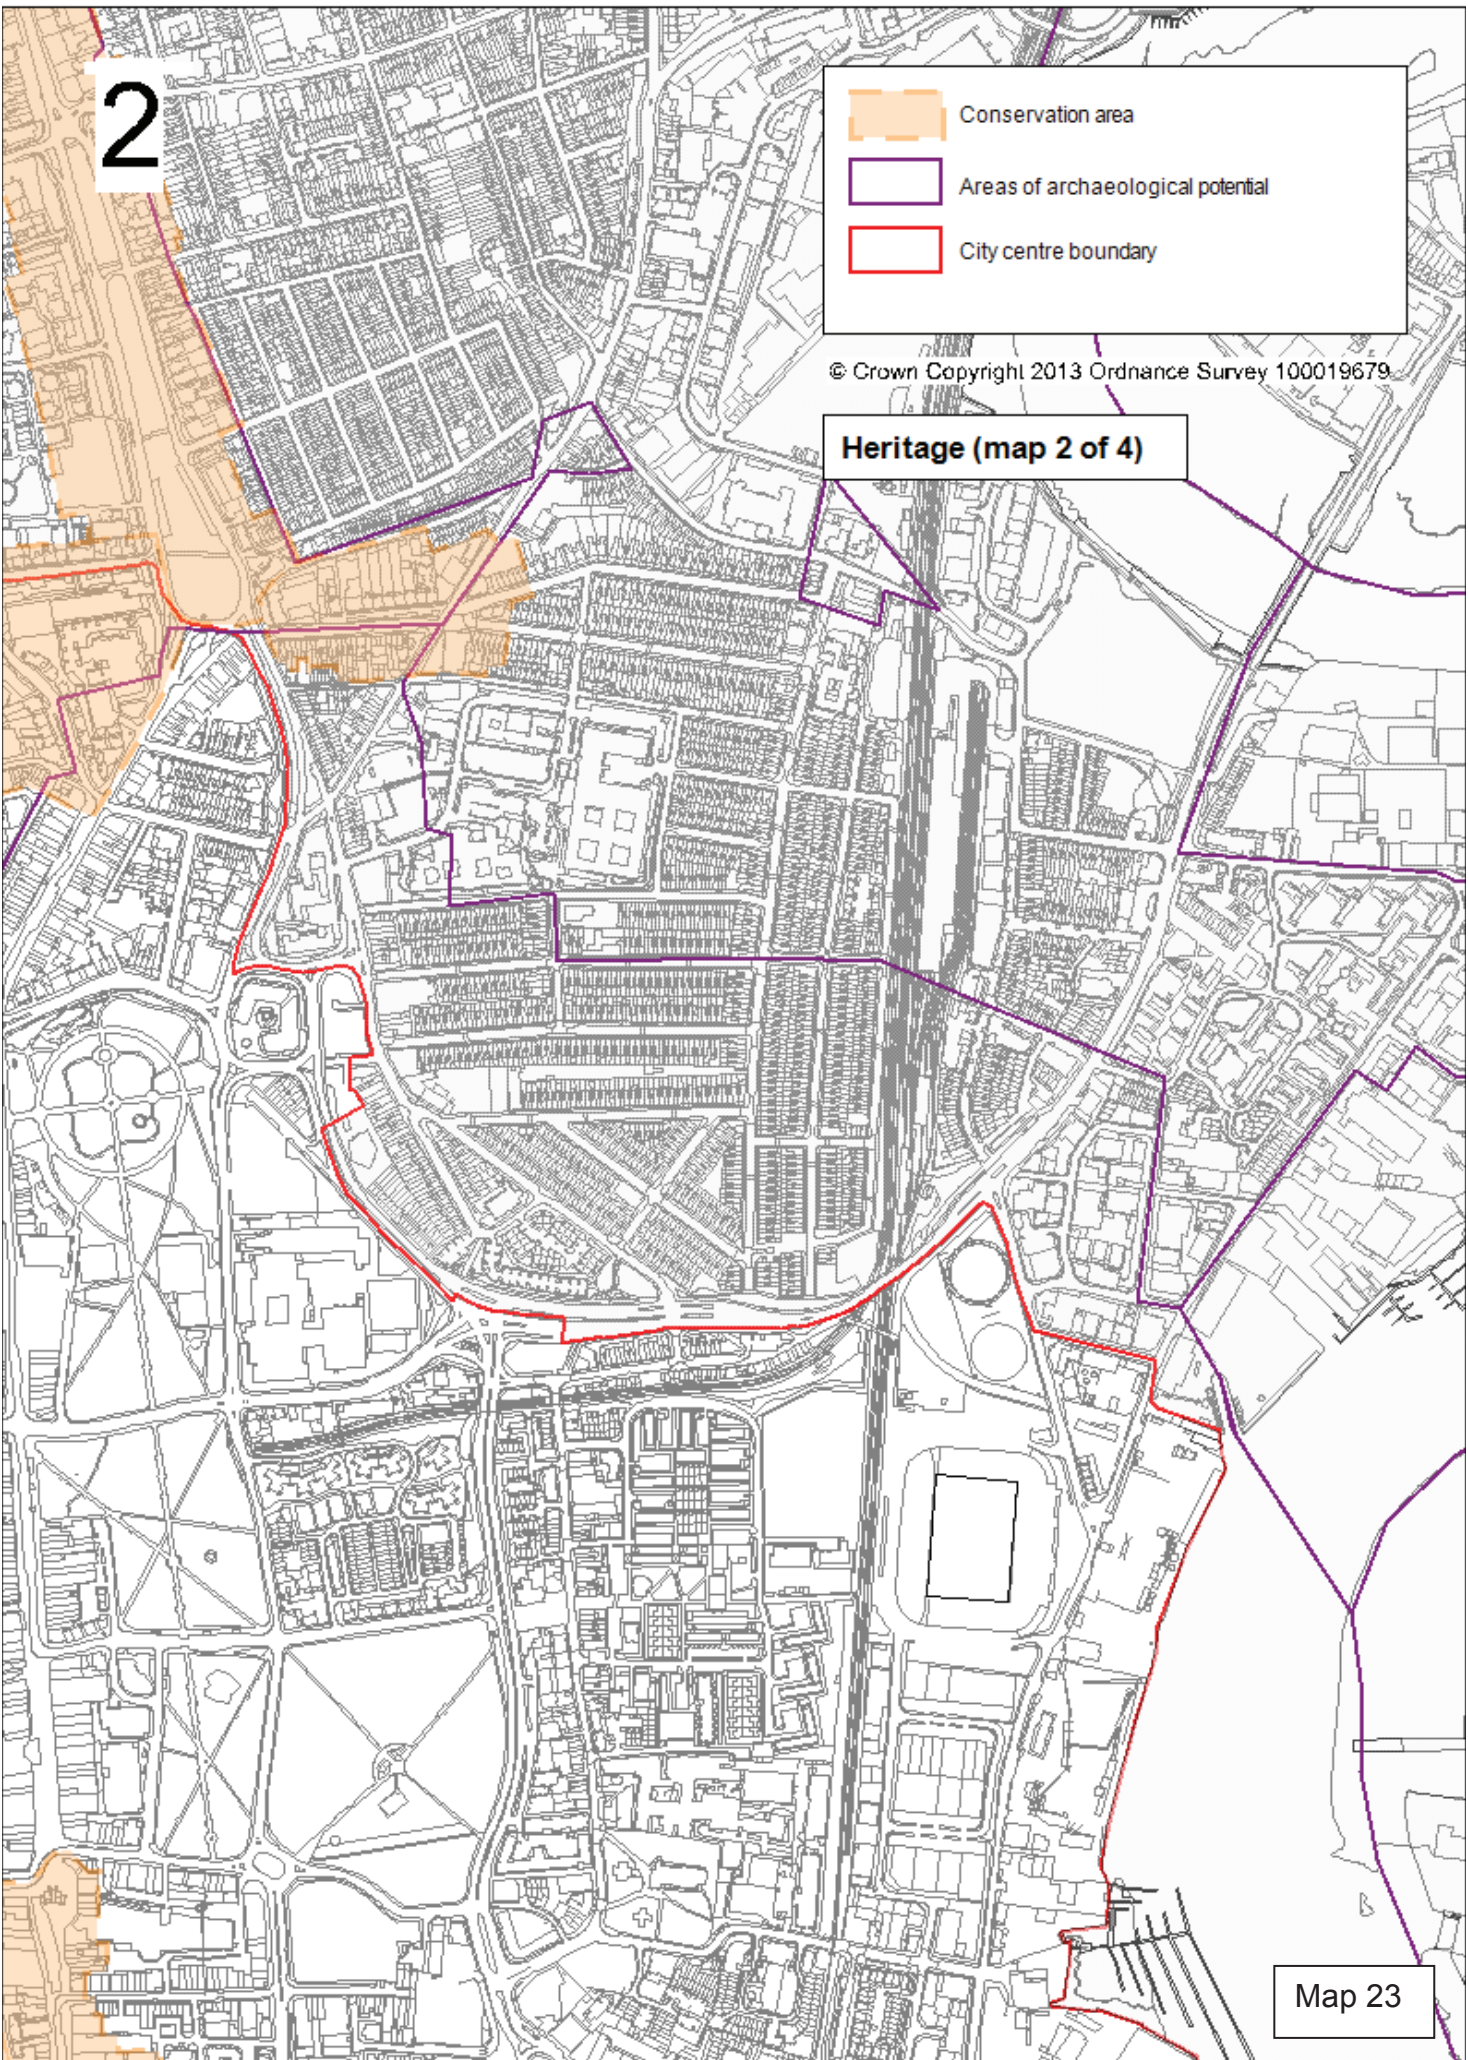 2
Conservation area
Areas of archaeological potential
City centre boundary
© Crown Copyright 2013 Ordnance Survey 100019679
Heritage (map 2 of 4)
Map 23